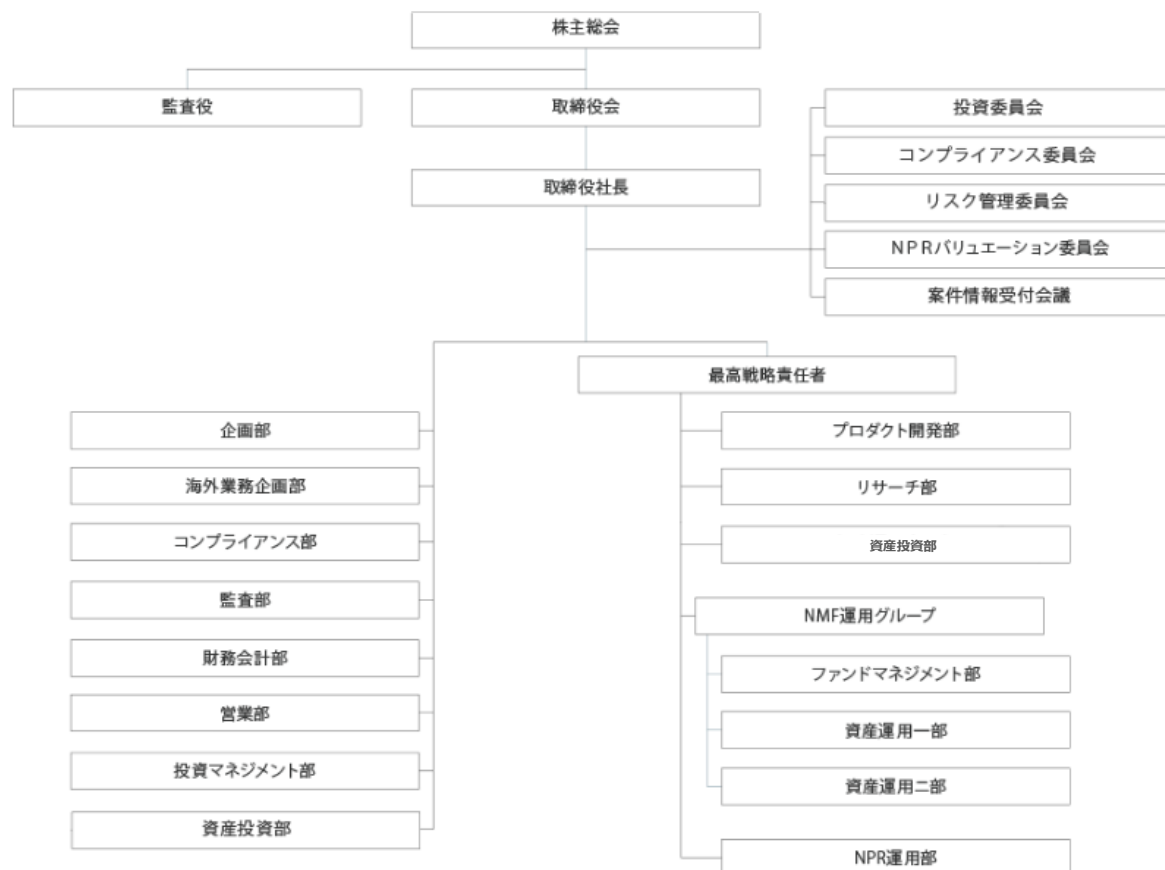 株主総会
監査役
取締役会
取締役社長
投資委員会
コンプライアンス委員会
リスク管理委員会
NPRバリュエーション委員会
案件情報受付会議
最高戦略責任者
企画部
海外業務企画部
コンプライアンス部
監査部
財務会計部
営業部
投資マネジメント部
資産投資部
プロダクト開発部
リサーチ部
資産投資部
NMF運用グループ
ファンドマネジメント部
資産運用一部
資産運用二部
NPR運用部